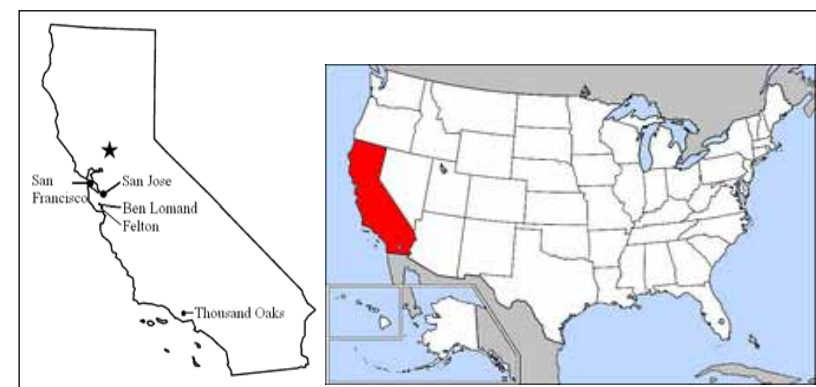 San
Francisco
San Jose
Ben Lomand
Felton
Thousand Oaks